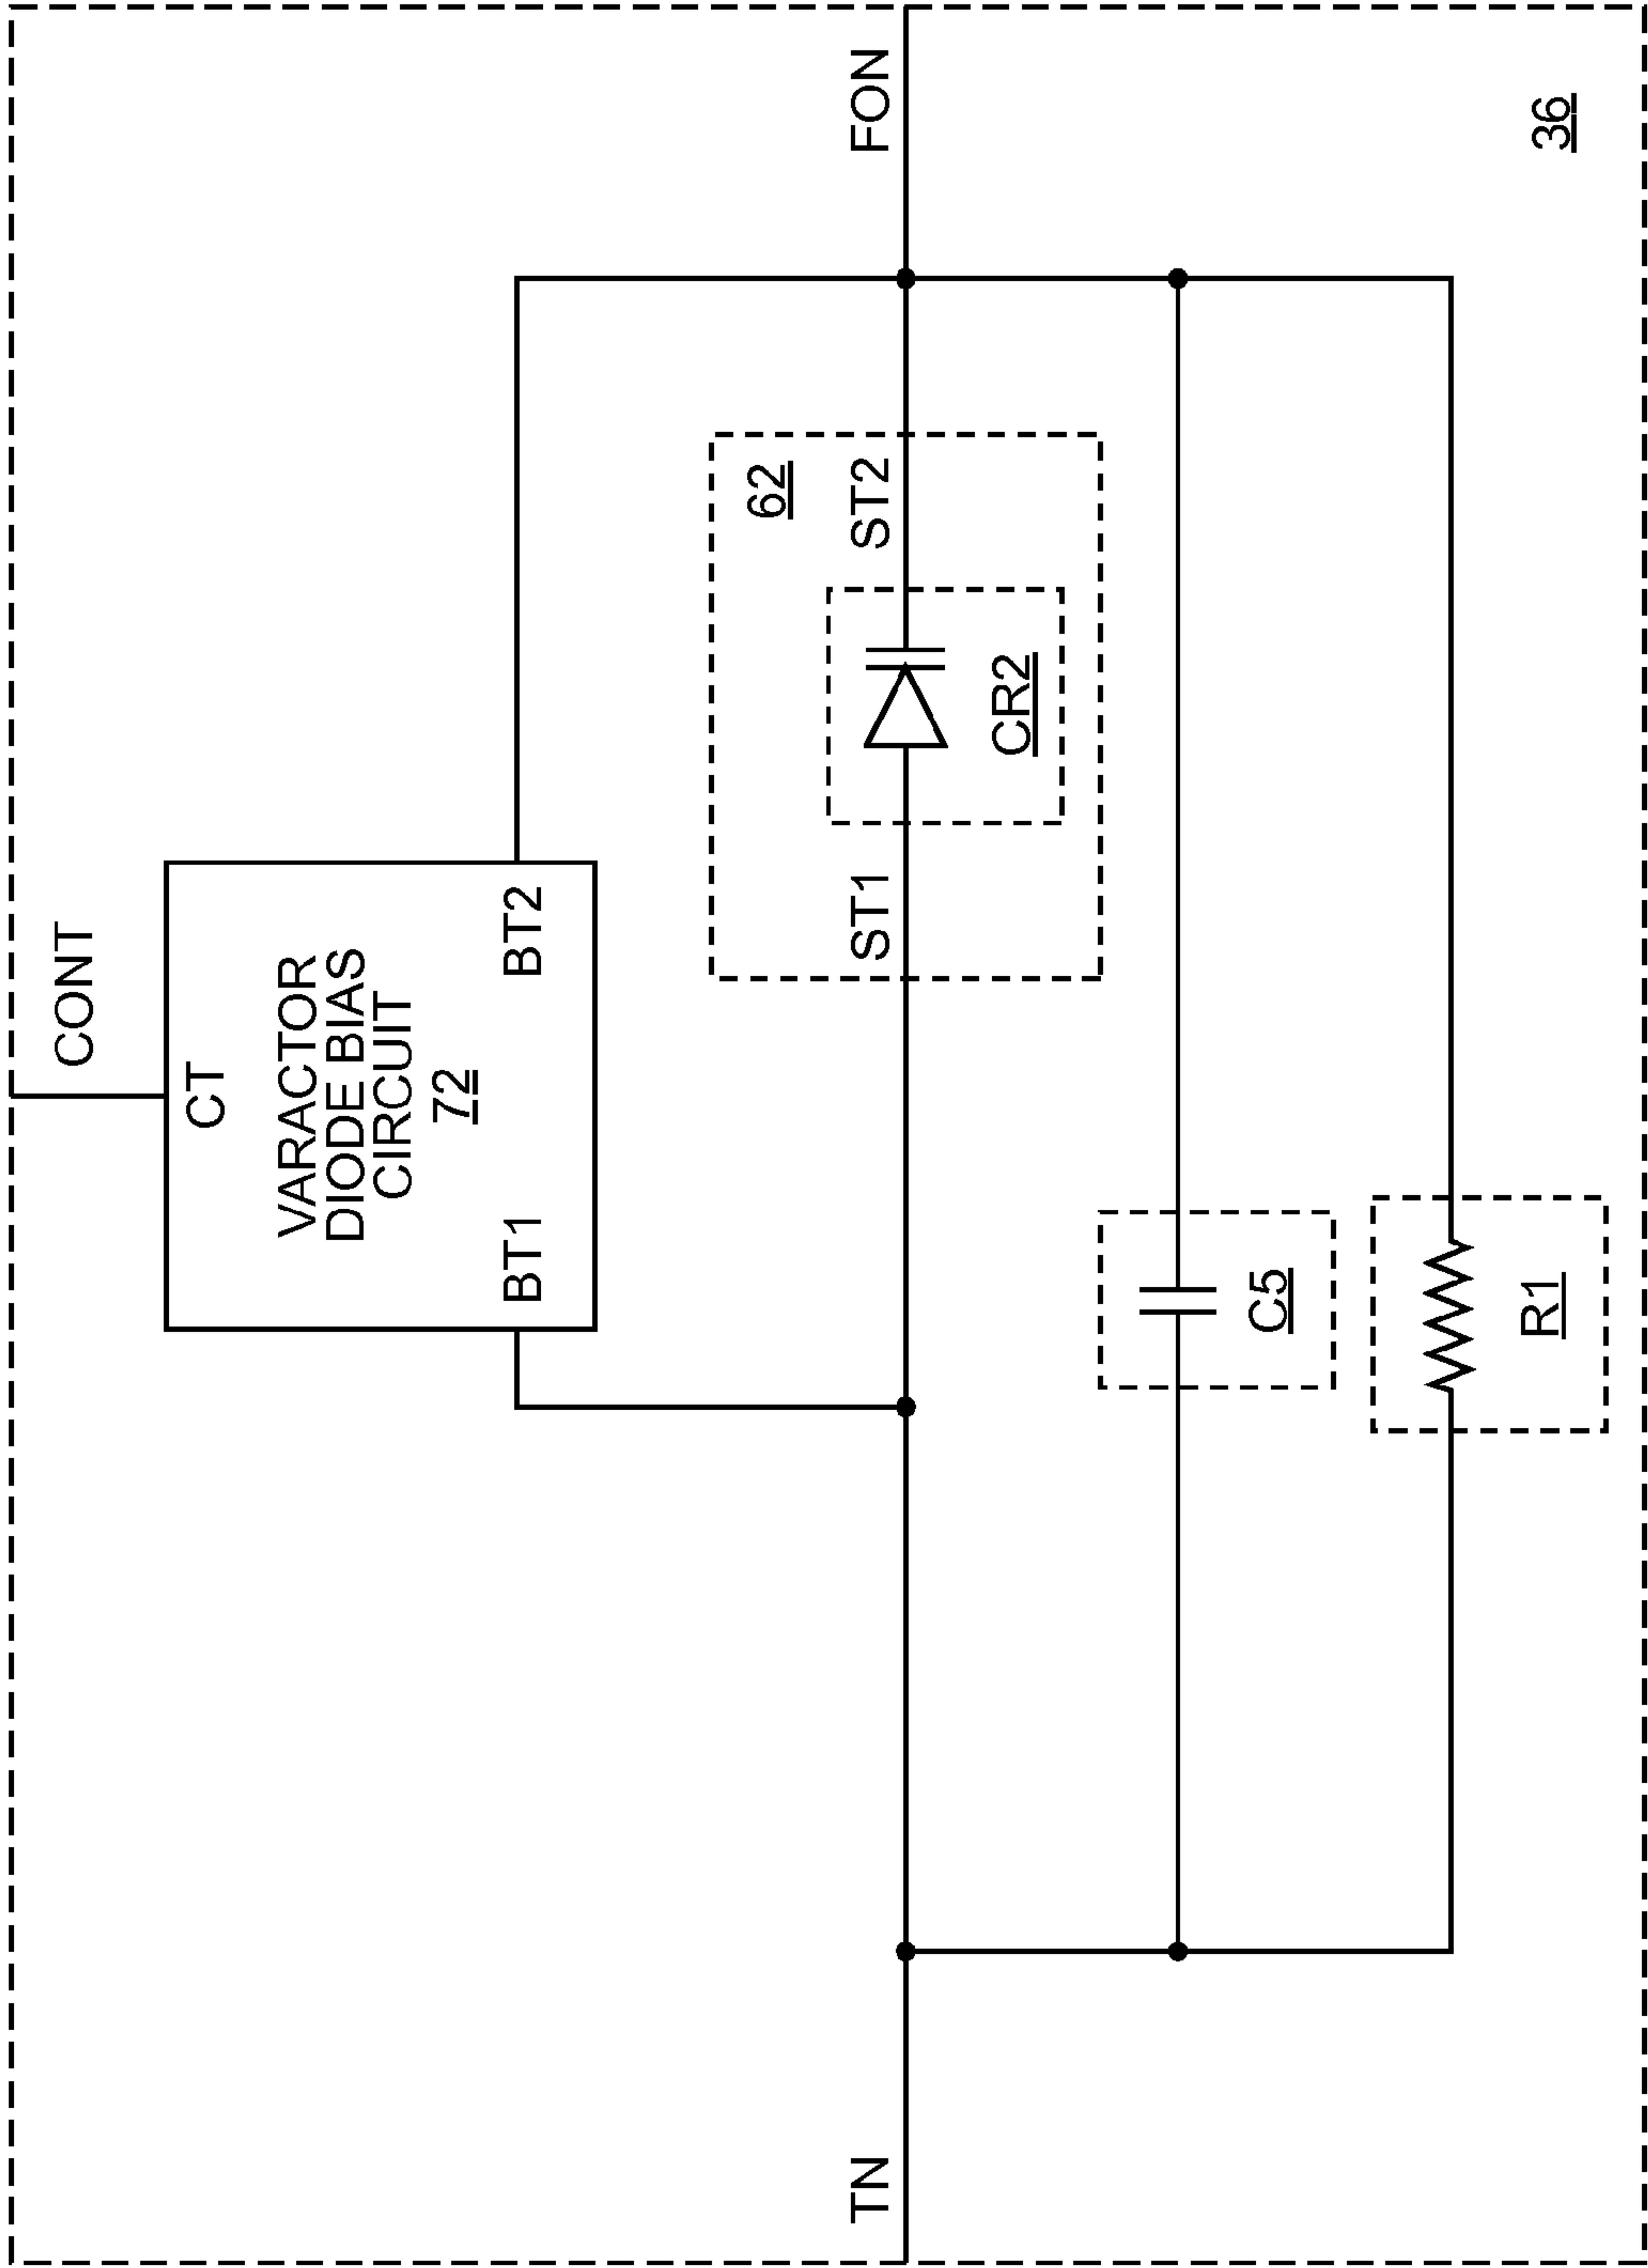 CONT
CT
VARACTOR
DIODE BIAS
CIRCUIT
72
BT1
BT2
62
TN
ST1
ST2
FON
CR2
C5
R1
36